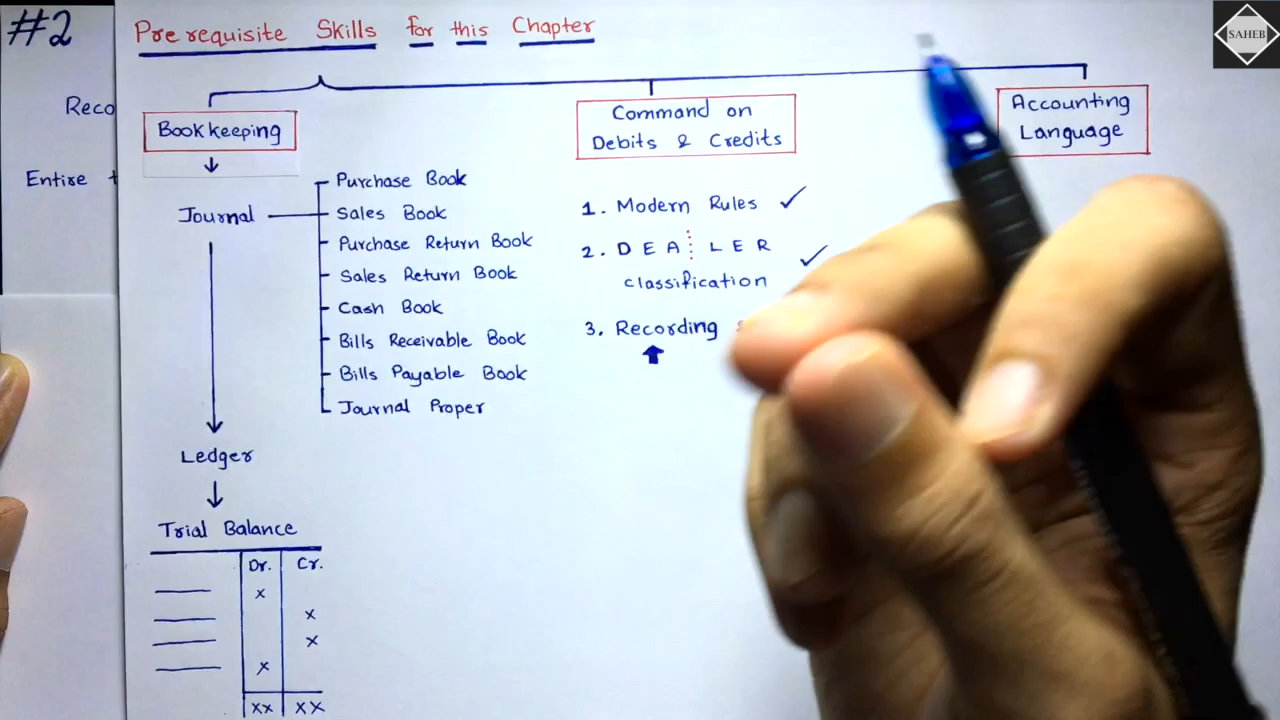 #2
Reco
Entire
Prerequisite Skills for this Chapter
Bookkeeping
Journal
Purchase Book
Sales Book
Purchase Return Book
Sales Return Book
Cash Book
Bills Receivable Book
Bills Payable Book
Journal Proper
Ledger
Trial Balance
Dr. Cr.
x
x
x
x
xx xx
Command on
Debits & Credits
1. Modern Rules ✓
2. D E A L E R ✓
classification
3. Recording
Accounting
Language
SAHEB